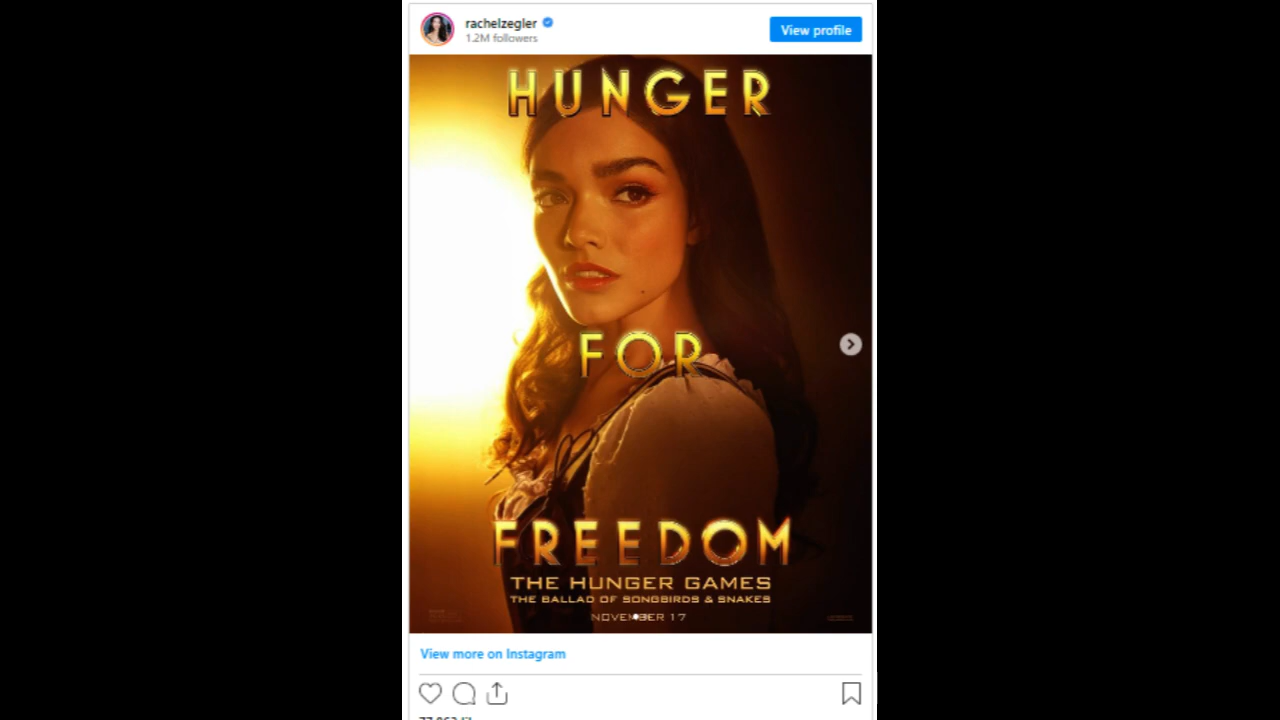 rachelzegler
1.2M followers
View profile
HUNGER
FOR
FREEDOM
THE HUNGER GAMES
THE BALLAD OF SONGBIRDS & SNAKES
NOVEMBER 17
View more on Instagram